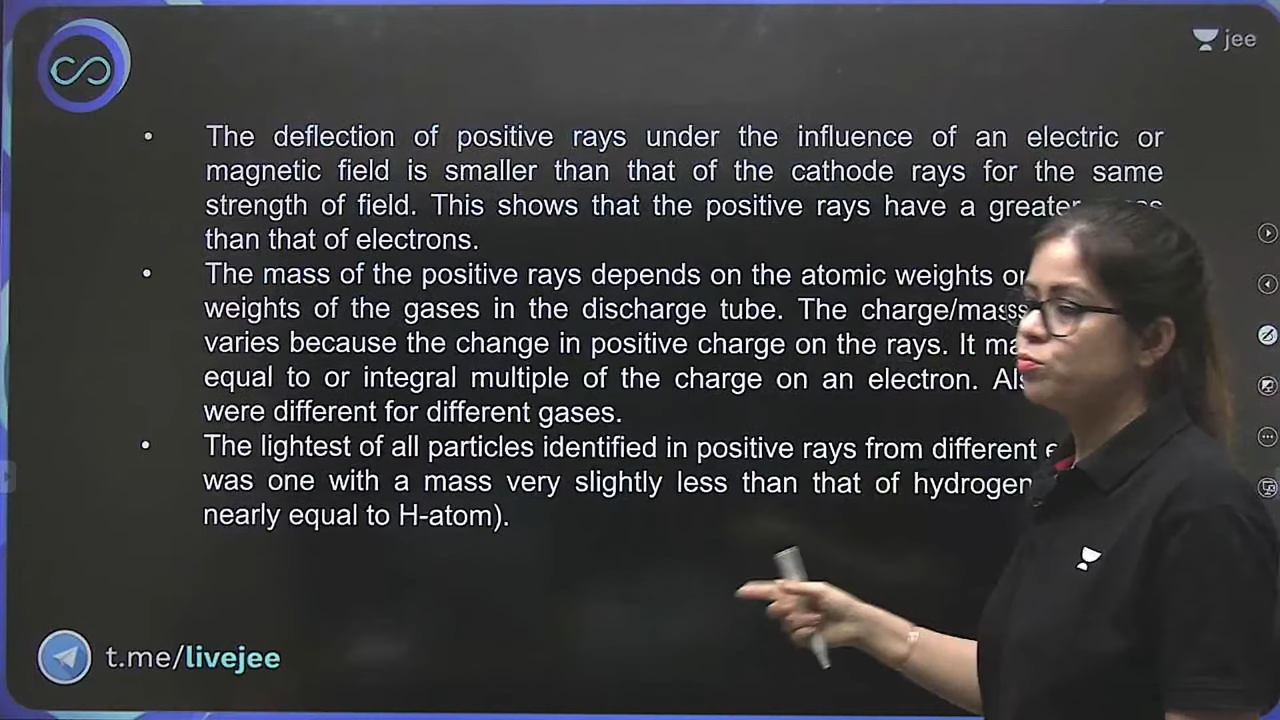 jee
• The deflection of positive rays under the influence of an electric or
magnetic field is smaller than that of the cathode rays for the same
strength of field. This shows that the positive rays have a greater
than that of electrons.
• The mass of the positive rays depends on the atomic weights or
weights of the gases in the discharge tube. The charge/mass
varies because the change in positive charge on the rays. It
equal to or integral multiple of the charge on an electron.
were different for different gases.
• The lightest of all particles identified in positive rays from different
was one with a mass very slightly less than that of hydrogen
nearly equal to H-atom).
t.me/livejee